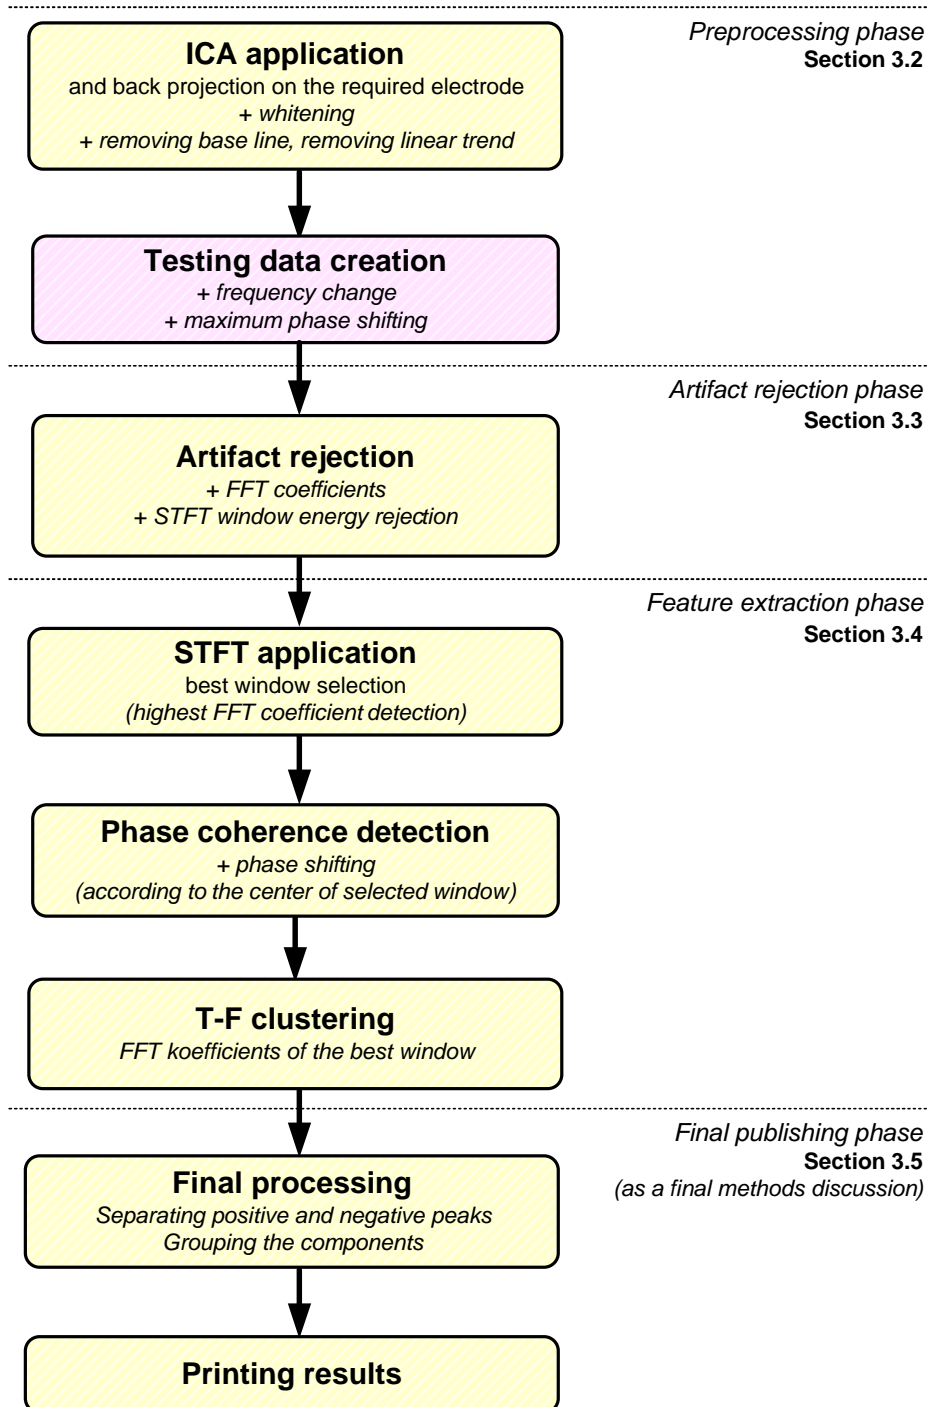 Preprocessing phase
Section 3.2
ICA application
and back projection on the required electrode
+ whitening
+ removing base line, removing linear trend
Testing data creation
+ frequency change
+ maximum phase shifting
Artifact rejection phase
Section 3.3
Artifact rejection
+ FFT coefficients
+ STFT window energy rejection
Feature extraction phase
Section 3.4
STFT application
best window selection
(highest FFT coefficient detection)
Phase coherence detection
+ phase shifting
(according to the center of selected window)
T-F clustering
FFT koefficients of the best window
Final publishing phase
Section 3.5
(as a final methods discussion)
Final processing
Separating positive and negative peaks
Grouping the components
Printing results